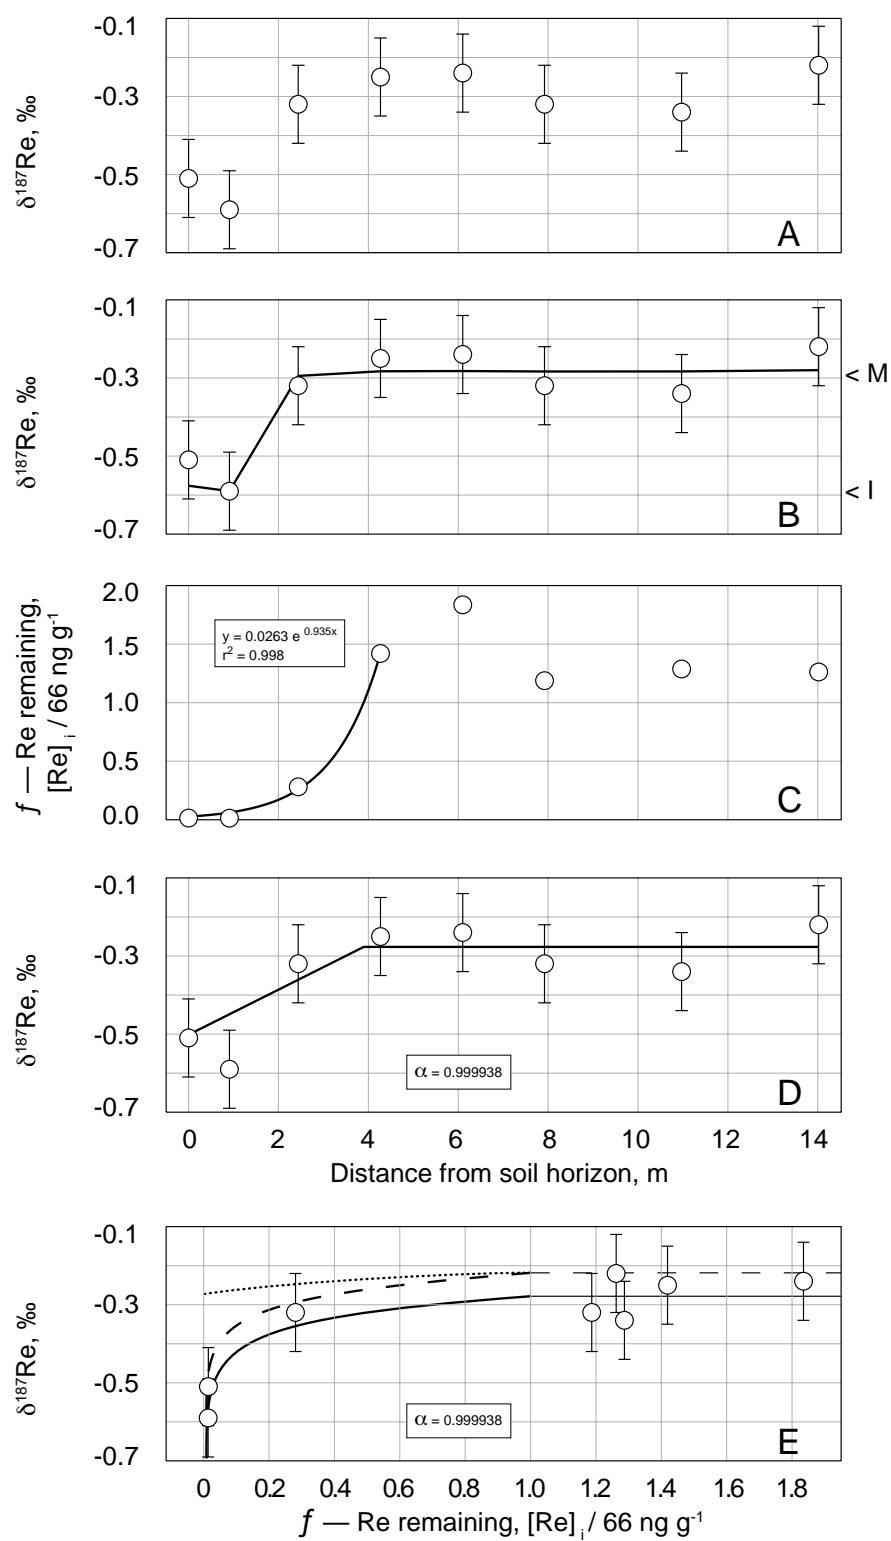 -0.1
-0.3
-0.5
-0.7
δ¹⁸⁷Re, ‰
A
-0.1
-0.3
-0.5
-0.7
δ¹⁸⁷Re, ‰
< M
< I
B
2.0
1.5
1.0
0.5
0.0
f — Re remaining,
[Re] ᵢ / 66 ng g⁻¹
y = 0.0263 e ⁰·⁹³⁵ˣ
r² = 0.998
C
-0.1
-0.3
-0.5
-0.7
δ¹⁸⁷Re, ‰
α = 0.999938
D
0 2 4 6 8 10 12 14
Distance from soil horizon, m
-0.1
-0.3
-0.5
-0.7
δ¹⁸⁷Re, ‰
α = 0.999938
E
0 0.2 0.4 0.6 0.8 1.0 1.2 1.4 1.6 1.8
f — Re remaining, [Re] ᵢ / 66 ng g⁻¹